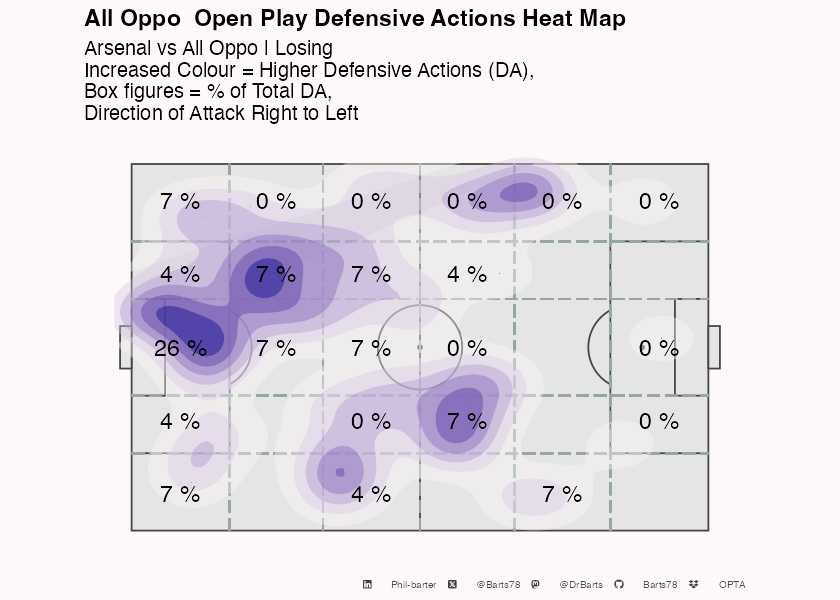 All Oppo  Open Play Defensive Actions Heat Map
Arsenal vs All Oppo | Losing
Increased Colour = Higher Defensive Actions (DA),
Box figures = % of Total DA,
Direction of Attack Right to Left
7 % 0 % 0 % 0 % 0 % 0 %
4 % 7 % 7 % 4 %
26 % 7 % 7 % 0 % 0 %
4 % 0 % 7 % 0 %
7 % 4 % 7 %
Phil-barter @Barts78 @DrBarts Barts78 OPTA